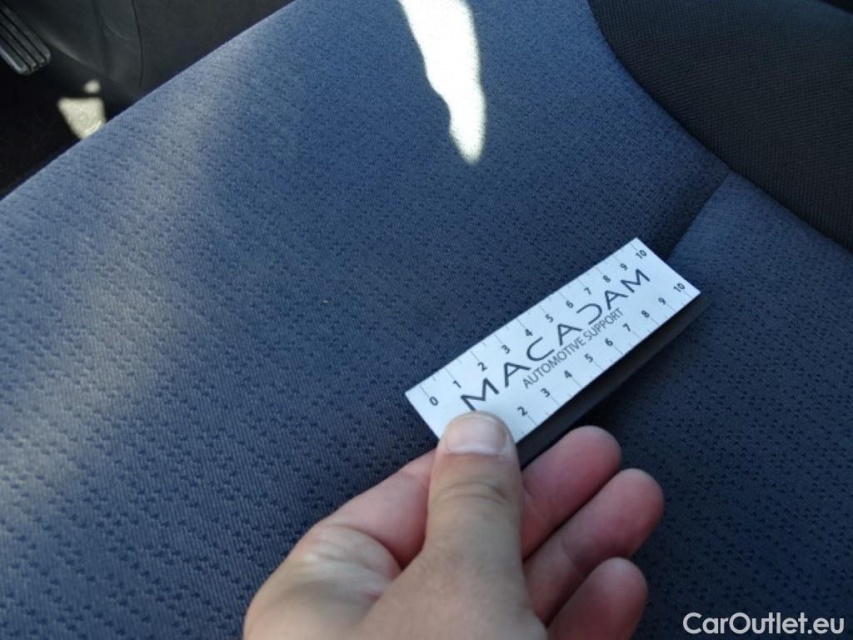 0 1 2 3 4 5 6 7 8 9 10
MACADAM
AUTOMOTIVE SUPPORT
2 3 4 5 6 7 8 9 10
CarOutlet.eu